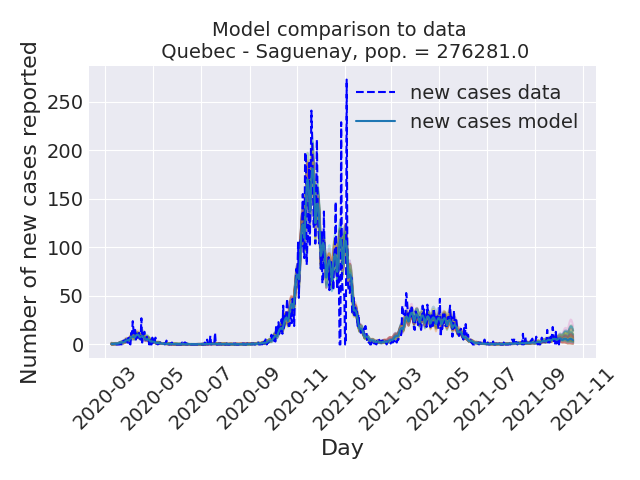 Model comparison to data
Quebec - Saguenay, pop. = 276281.0
Number of new cases reported
250
200
150
100
50
0
new cases data
new cases model
2020-03
2020-05
2020-07
2020-09
2020-11
2021-01
2021-03
2021-05
2021-07
2021-09
2021-11
Day